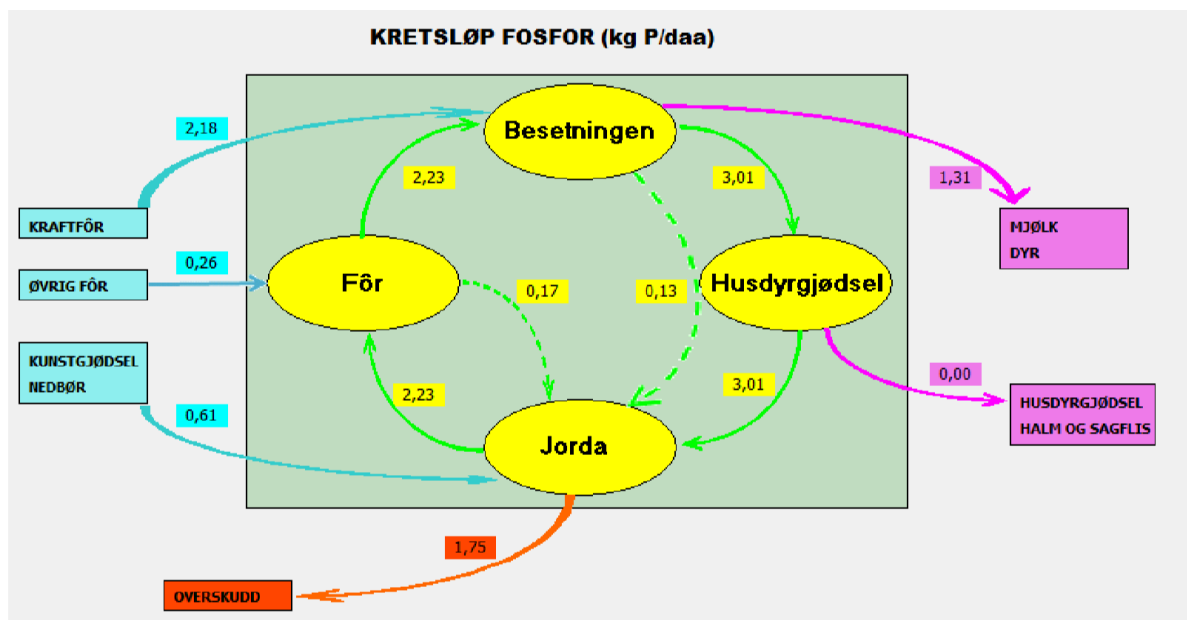 KRETSLØP FOSFOR (kg P/daa)
Besetningen
2,18
2,23
3,01
1,31
KRAFTFÔR
MJØLK
DYR
0,26
ØVRIG FÔR
Fôr
0,17
0,13
Husdyrgjødsel
KUNSTGJØDSEL
NEDBØR
0,61
2,23
3,01
0,00
HUSDYRGJØDSEL
HALM OG SAGFLIS
Jorda
1,75
OVERSKUDD